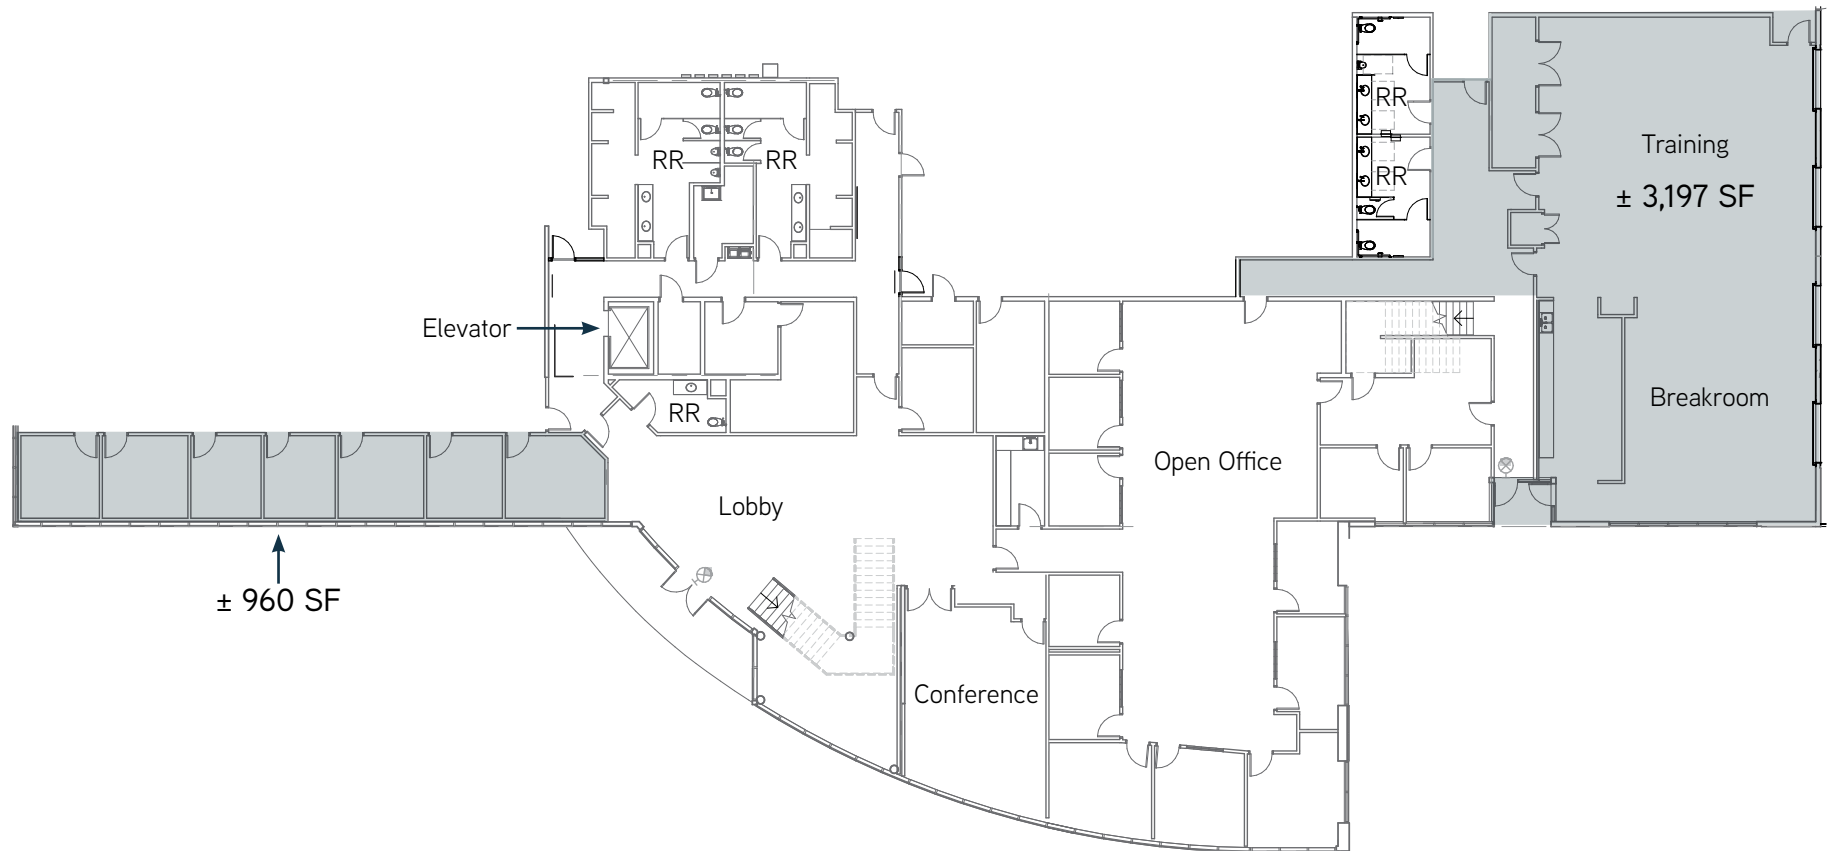 RR
Training
RR
RR
RR
± 3,197 SF
Elevator
Breakroom
RR
Open Office
Lobby
± 960 SF
Conference